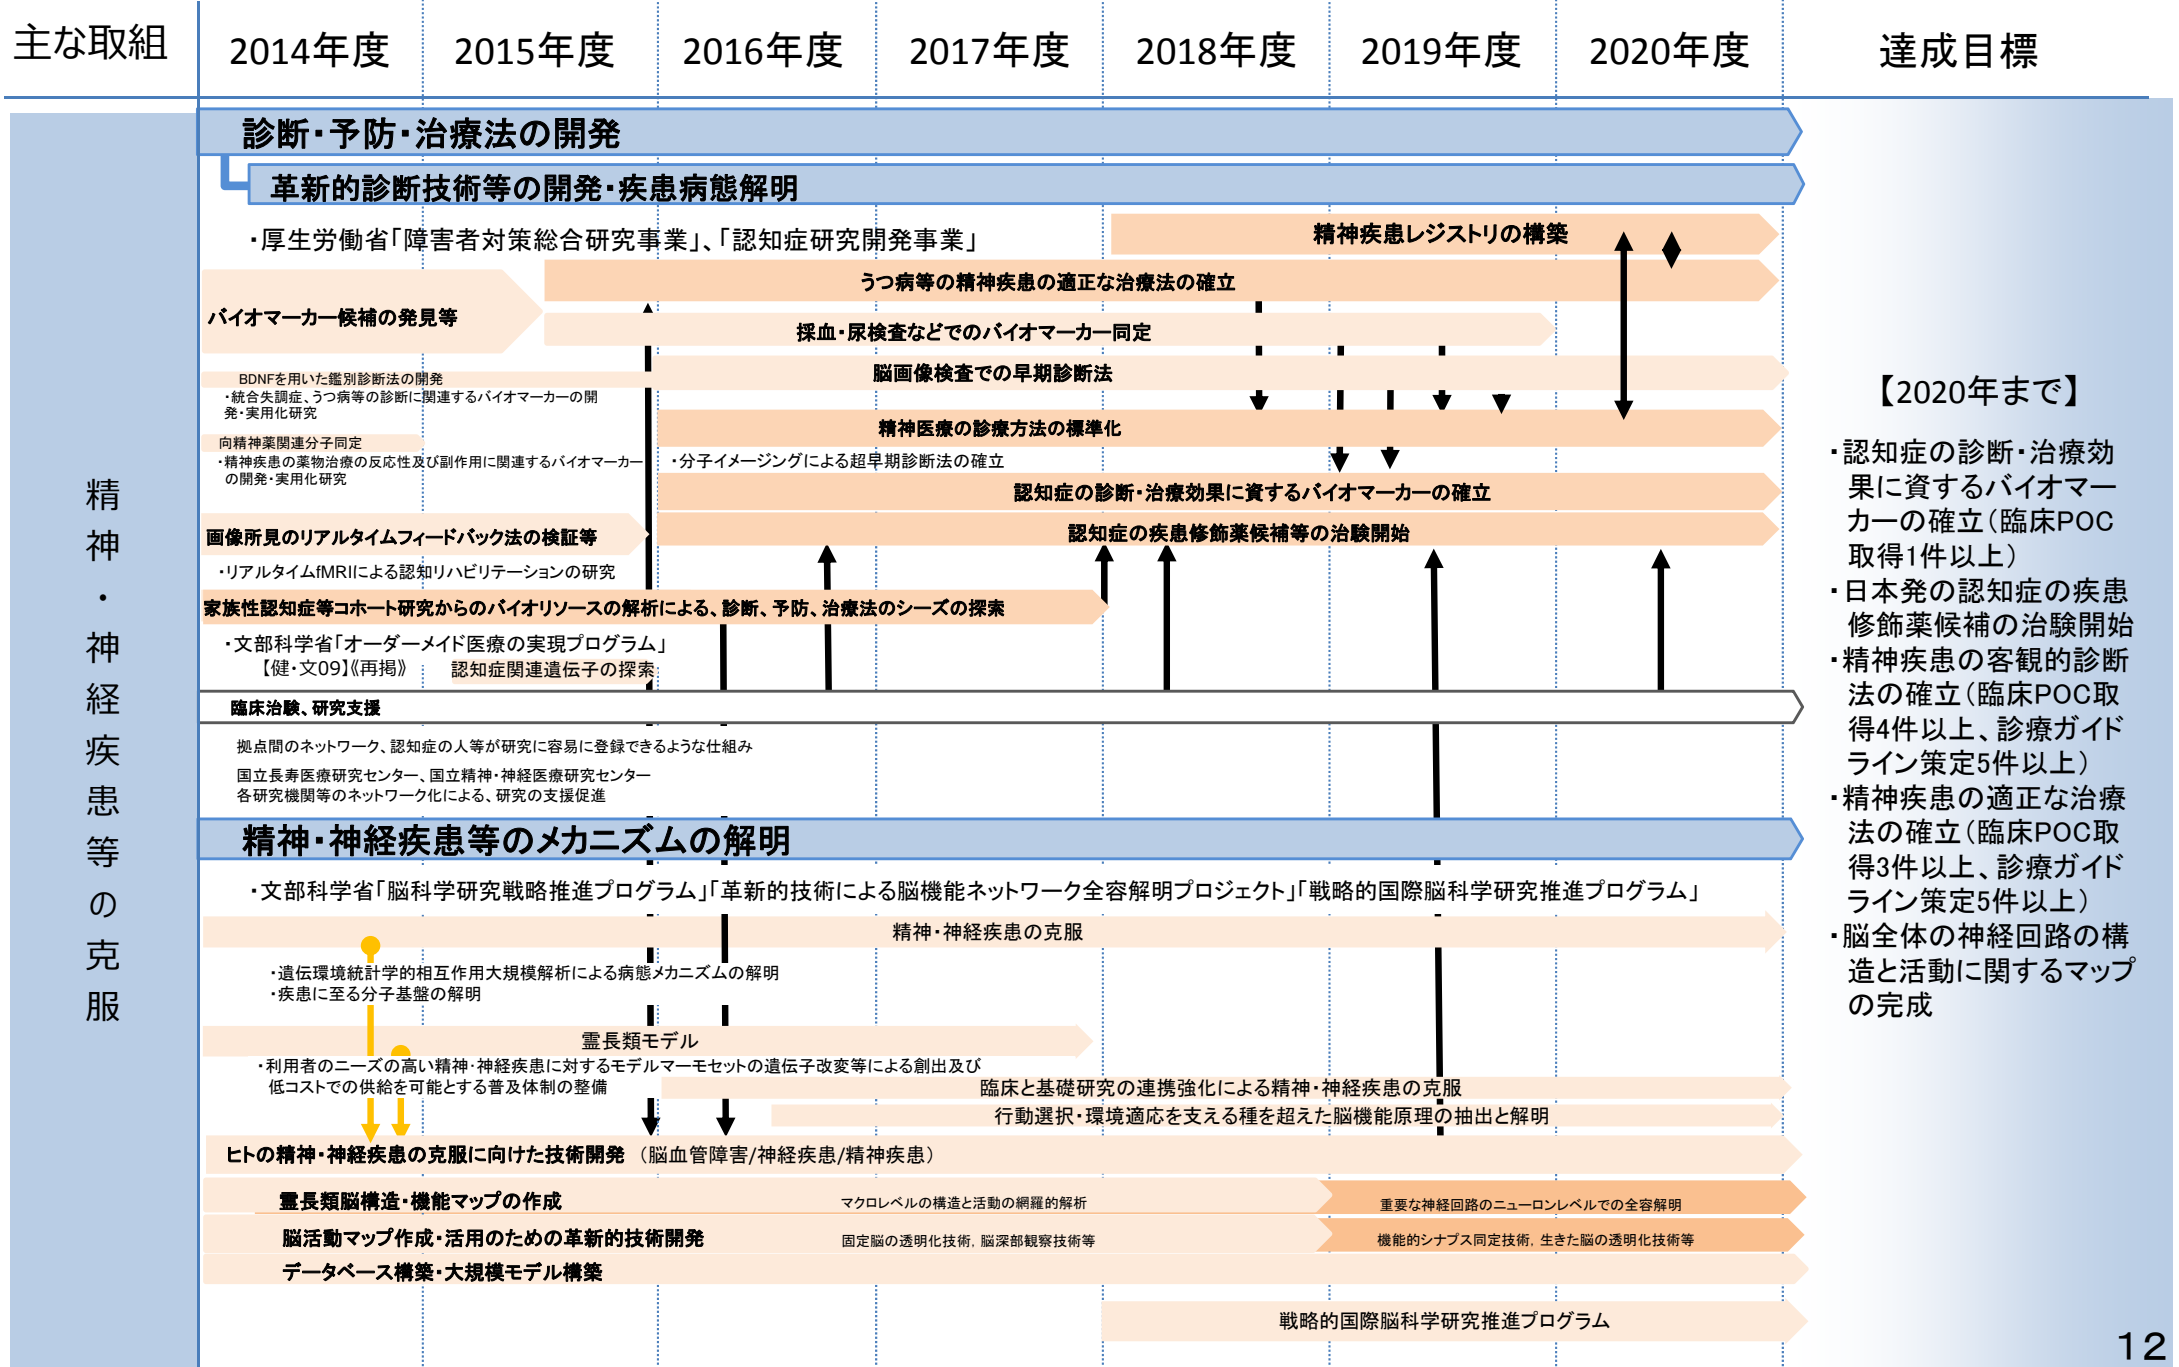 主な取組
2014年度
2015年度
2016年度
2017年度
2018年度
2019年度
2020年度
達成目標
精神・神経疾患等の克服
診断・予防・治療法の開発
革新的診断技術等の開発・疾患病態解明
・厚生労働省「障害者対策総合研究事業」、「認知症研究開発事業」
精神疾患レジストリの構築
うつ病等の精神疾患の適正な治療法の確立
バイオマーカー候補の発見等
採血・尿検査などでのバイオマーカー同定
脳画像検査での早期診断法
BDNFを用いた鑑別診断法の開発
・統合失調症、うつ病等の診断に関連するバイオマーカーの開
発・実用化研究
精神医療の診療方法の標準化
向精神薬関連分子同定
・精神疾患の薬物治療の反応性及び副作用に関連するバイオマーカー
の開発・実用化研究
・分子イメージングによる超早期診断法の確立
認知症の診断・治療効果に資するバイオマーカーの確立
画像所見のリアルタイムフィードバック法の検証等
認知症の疾患修飾薬候補等の治験開始
・リアルタイムfMRIによる認知リハビリテーションの研究
家族性認知症等コホート研究からのバイオリソースの解析による、診断、予防、治療法のシーズの探索
・文部科学省「オーダーメイド医療の実現プログラム」
【健・文09】《再掲》
認知症関連遺伝子の探索
臨床治験、研究支援
拠点間のネットワーク、認知症の人等が研究に容易に登録できるような仕組み
国立長寿医療研究センター、国立精神・神経医療研究センター
各研究機関等のネットワーク化による、研究の支援促進
精神・神経疾患等のメカニズムの解明
・文部科学省「脳科学研究戦略推進プログラム」「革新的技術による脳機能ネットワーク全容解明プロジェクト」「戦略的国際脳科学研究推進プログラム」
精神・神経疾患の克服
・遺伝環境統計学的相互作用大規模解析による病態メカニズムの解明
・疾患に至る分子基盤の解明
霊長類モデル
・利用者のニーズの高い精神・神経疾患に対するモデルマーモセットの遺伝子改変等による創出及び
低コストでの供給を可能とする普及体制の整備
臨床と基礎研究の連携強化による精神・神経疾患の克服
行動選択・環境適応を支える種を超えた脳機能原理の抽出と解明
ヒトの精神・神経疾患の克服に向けた技術開発 （脳血管障害/神経疾患/精神疾患）
霊長類脳構造・機能マップの作成
マクロレベルの構造と活動の網羅的解析
重要な神経回路のニューロンレベルでの全容解明
脳活動マップ作成・活用のための革新的技術開発
固定脳の透明化技術, 脳深部観察技術等
機能的シナプス同定技術, 生きた脳の透明化技術等
データベース構築・大規模モデル構築
戦略的国際脳科学研究推進プログラム
【2020年まで】
・認知症の診断・治療効
果に資するバイオマー
カーの確立（臨床POC
取得1件以上）
・日本発の認知症の疾患
修飾薬候補の治験開始
・精神疾患の客観的診断
法の確立（臨床POC取
得4件以上、診療ガイド
ライン策定5件以上）
・精神疾患の適正な治療
法の確立（臨床POC取
得3件以上、診療ガイド
ライン策定5件以上）
・脳全体の神経回路の構
造と活動に関するマップ
の完成
12